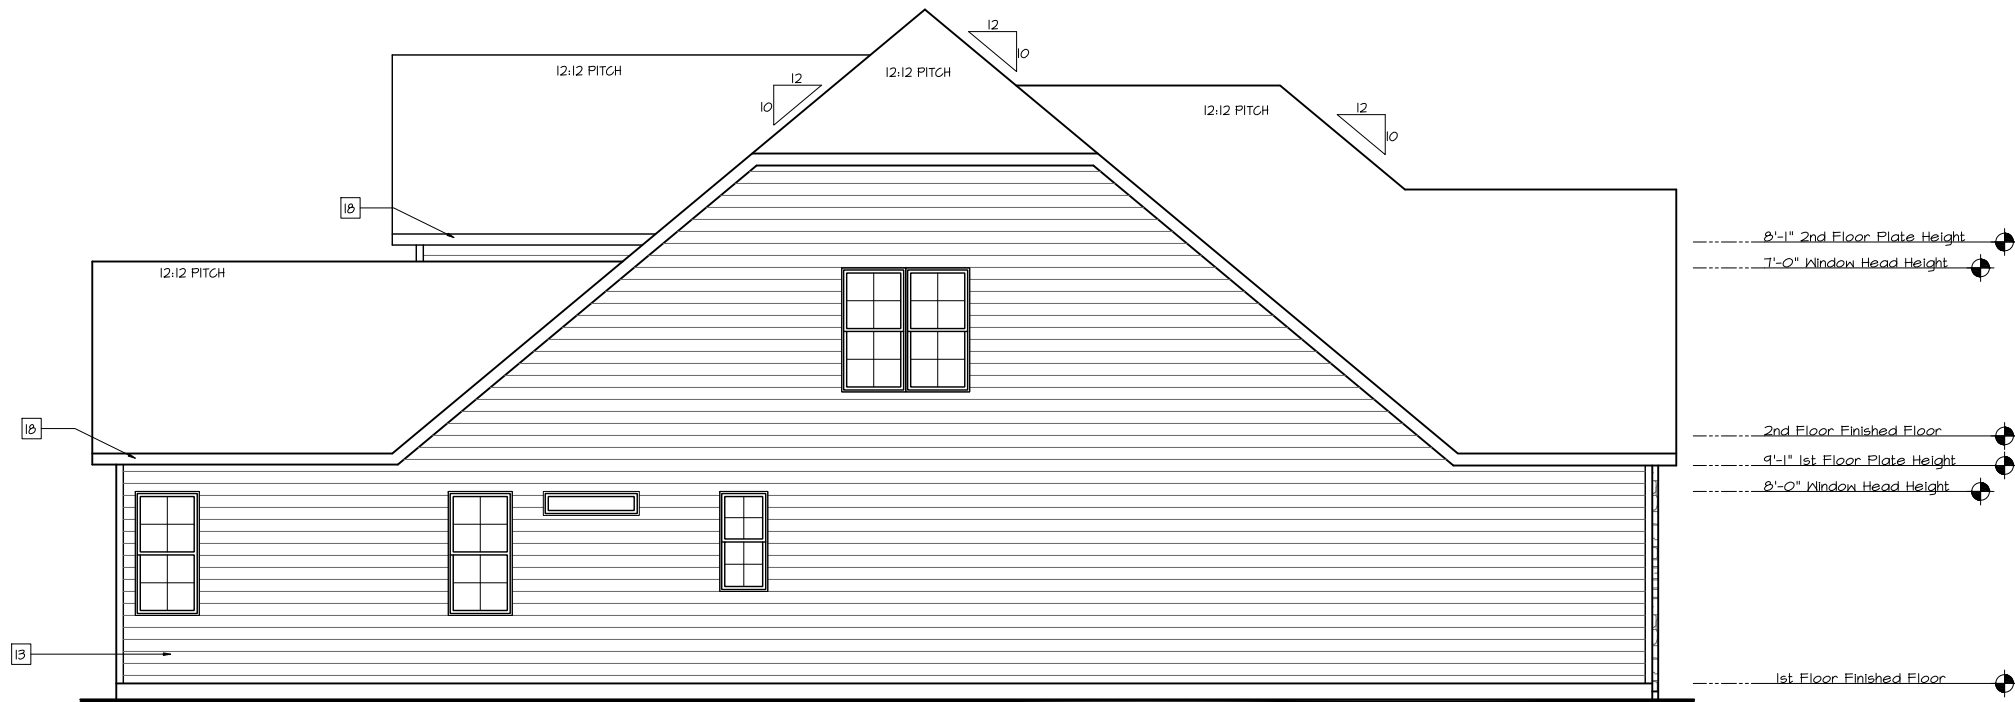 12
10
12:12 PITCH
12:12 PITCH
12
10
12:12 PITCH
12
10
18
8'-1" 2nd Floor Plate Height
7'-0" Window Head Height
12:12 PITCH
18
2nd Floor Finished Floor
9'-1" 1st Floor Plate Height
8'-0" Window Head Height
13
1st Floor Finished Floor